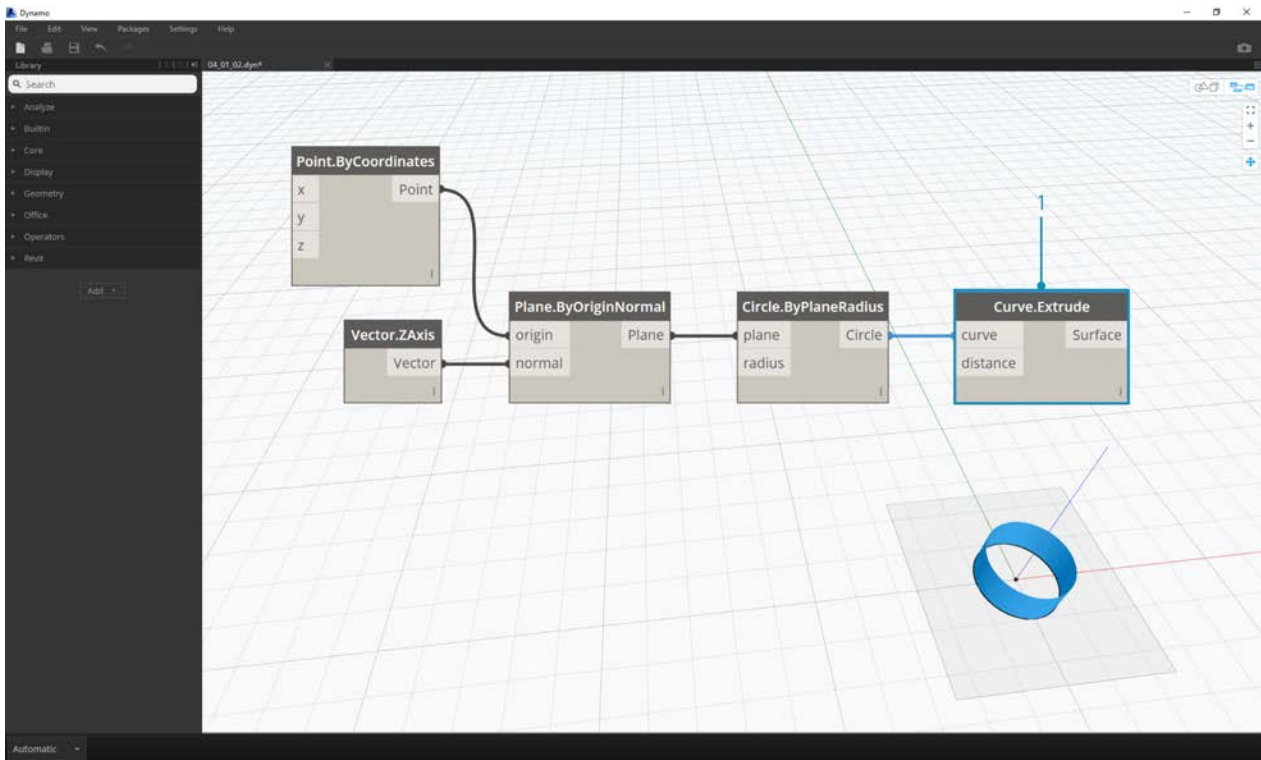 Dynamo
File Edit View Packages Settings Help
Library
04_01_02.dyn*
Search
Analyze
BuiltIn
Core
Display
Geometry
Office
Operators
Revit
Add
Point.ByCoordinates
x Point
y
z
Vector.ZAxis
Vector
Plane.ByOriginNormal
origin Plane
normal
Circle.ByPlaneRadius
plane Circle
radius
1
Curve.Extrude
curve Surface
distance
Automatic